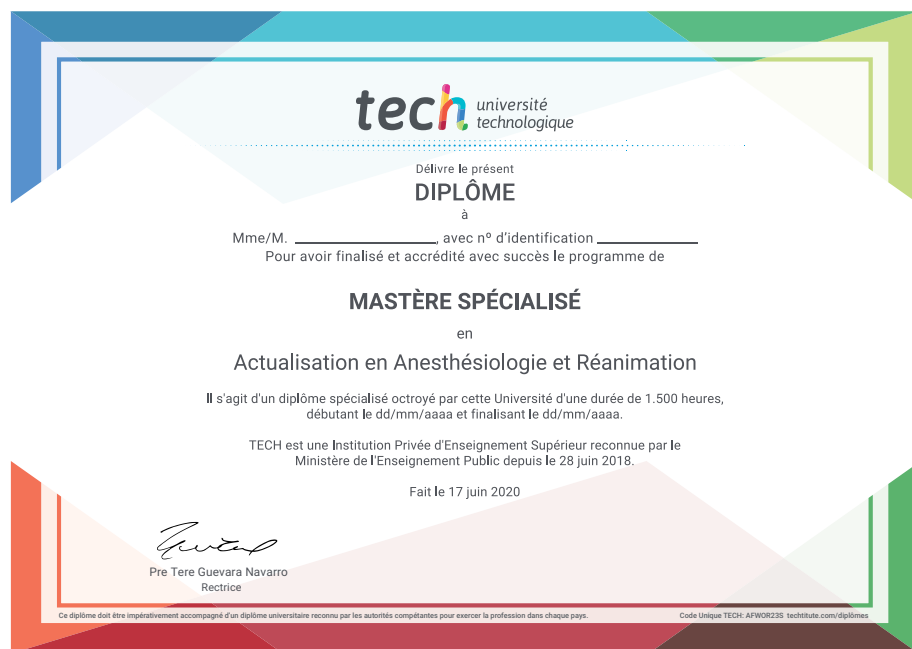 tech université
technologique
Délivre le présent
DIPLÔME
à
Mme/M. ____________, avec nº d'identification ____________
Pour avoir finalisé et accrédité avec succès le programme de
MASTÈRE SPÉCIALISÉ
en
Actualisation en Anesthésiologie et Réanimation
Il s'agit d'un diplôme spécialisé octroyé par cette Université d'une durée de 1.500 heures,
débutant le dd/mm/aaaa et finalisant le dd/mm/aaaa.
TECH est une Institution Privée d'Enseignement Supérieur reconnue par le
Ministère de l'Enseignement Public depuis le 28 juin 2018.
Fait le 17 juin 2020
Pre Tere Guevara Navarro
Rectrice
Ce diplôme doit être impérativement accompagné d'un diplôme universitaire reconnu par les autorités compétantes pour exercer la profession dans chaque pays.
Code Unique TECH: AFWOR23S techtitute.com/diplômes